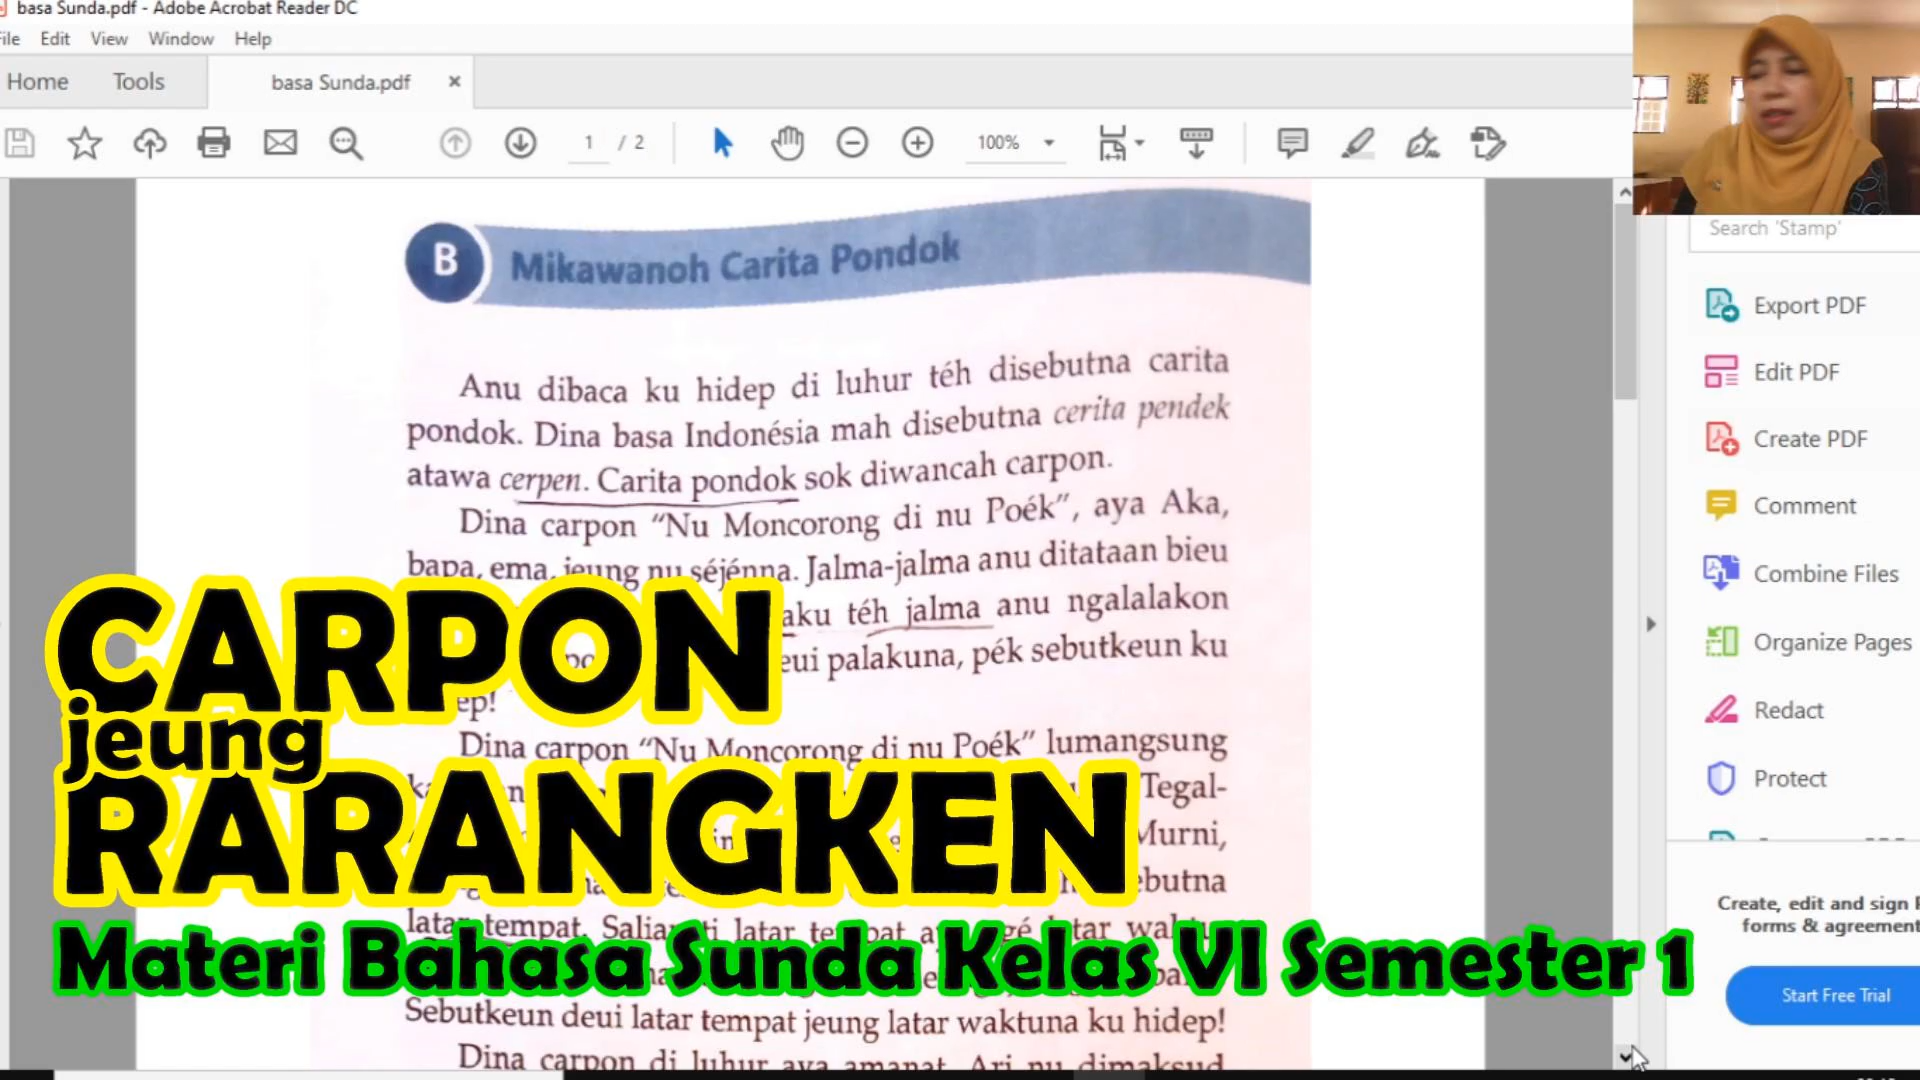 basa Sunda.pdf - Adobe Acrobat Reader DC
File Edit View Window Help
Home Tools basa Sunda.pdf
1 / 2 100%
Search 'Stamp'
B Mikawanoh Carita Pondok
Anu dibaca ku hidep di luhur téh disebutna carita
pondok. Dina basa Indonésia mah disebutna cerita pendek
atawa cerpen. Carita pondok sok diwancah carpon.
Dina carpon "Nu Moncorong di nu Poék", aya Aka,
bapa, ema, jeung nu séjénna. Jalma-jalma anu ditataan bieu
téh jalma anu ngalalakon
palakuna, pék sebutkeun ku
Dina carpon "Nu Moncorong di nu Poék" lumangsung
Tegal-
Murni,
latar tempat. Salian ti latar tempat
Sebutkeun deui latar tempat jeung latar waktuna ku hidep!
Dina carpon di luhur aya amanat. Ari nu dimaksud
CARPON
jeung
RARANGKEN
Materi Bahasa Sunda Kelas VI Semester 1
Export PDF
Edit PDF
Create PDF
Comment
Combine Files
Organize Pages
Redact
Protect
Create, edit and sign
forms & agreement
Start Free Trial